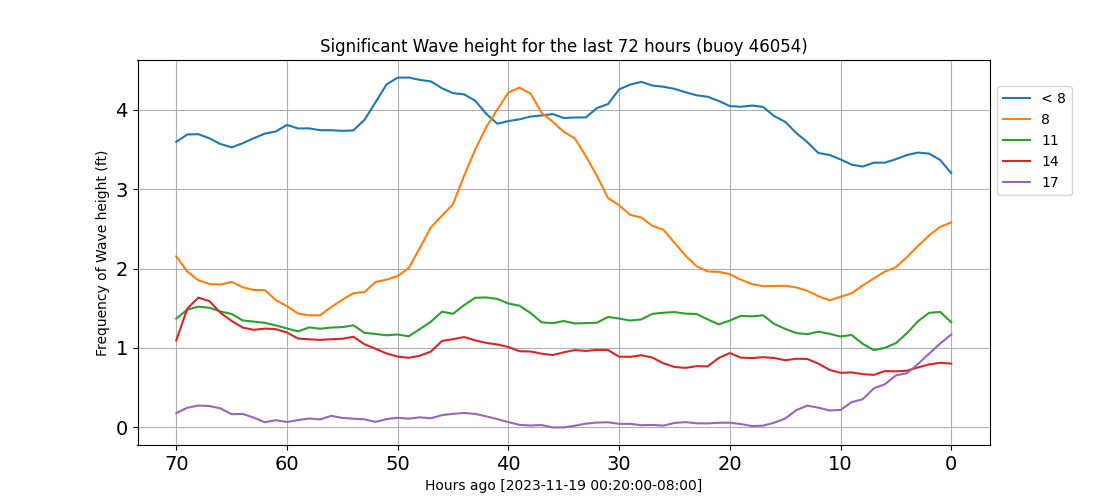 Significant Wave height for the last 72 hours (buoy 46054)
Frequency of Wave height (ft)
4
3
2
1
0
70 60 50 40 30 20 10 0
Hours ago [2023-11-19 00:20:00-08:00]
< 8
8
11
14
17